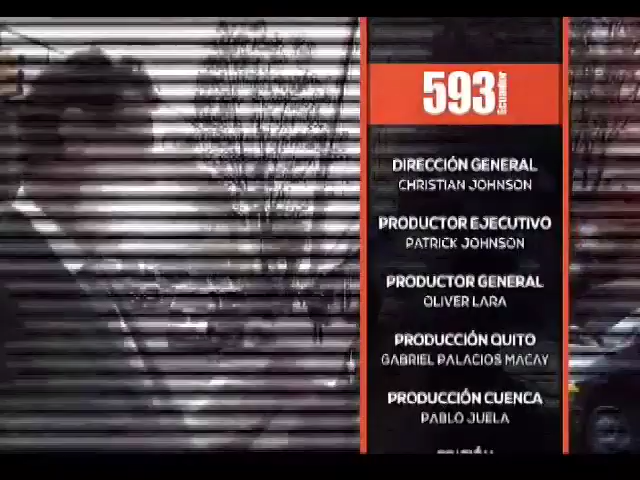 593
Ecuador
DIRECCIÓN GENERAL
CHRISTIAN JOHNSON
PRODUCTOR EJECUTIVO
PATRICK JOHNSON
PRODUCTOR GENERAL
OLIVER LARA
PRODUCCIÓN QUITO
GABRIEL PALACIOS MACAY
PRODUCCIÓN CUENCA
PABLO JUELA